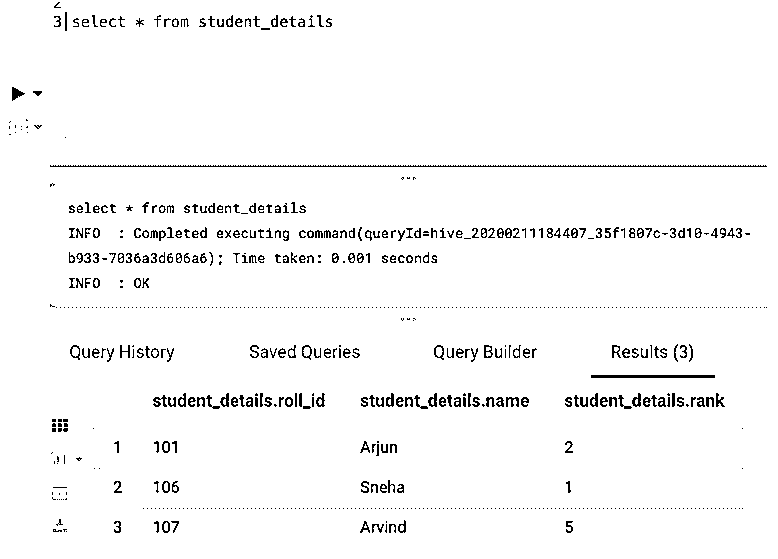 3 select * from student_details
select * from student_details
INFO : Completed executing command(queryId=hive_20200211184407_35f1807c-3d10-4943-
b933-7036a3d606a6); Time taken: 0.001 seconds
INFO : OK
Query History Saved Queries Query Builder Results (3)
student_details.roll_id student_details.name student_details.rank
1 101 Arjun 2
2 106 Sneha 1
3 107 Arvind 5